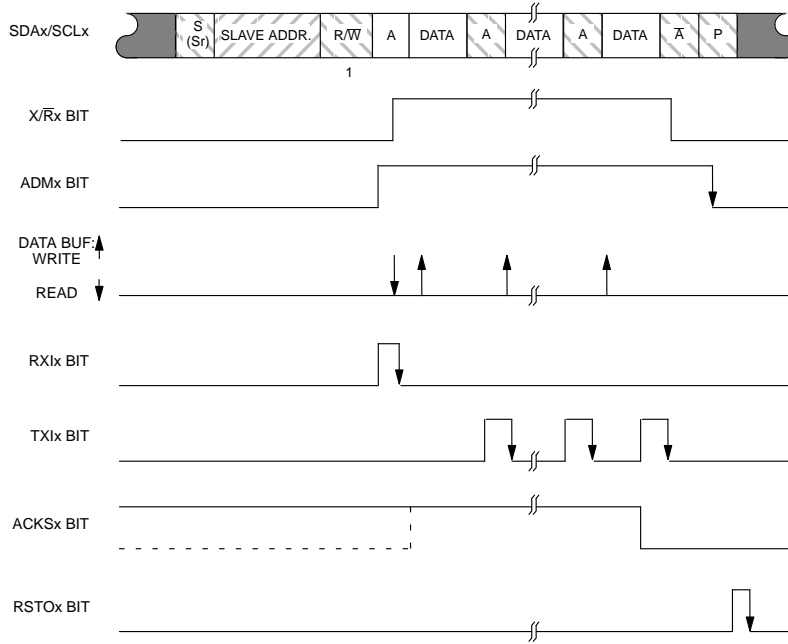 SDAx/SCLx
S
(Sr)
SLAVE ADDR.
R/W̅
A
DATA
A
DATA
A
DATA
A̅
P
1
X/R̅x BIT
ADMx BIT
DATA BUF:
WRITE
READ
RXIx BIT
TXIx BIT
ACKSx BIT
RSTOx BIT